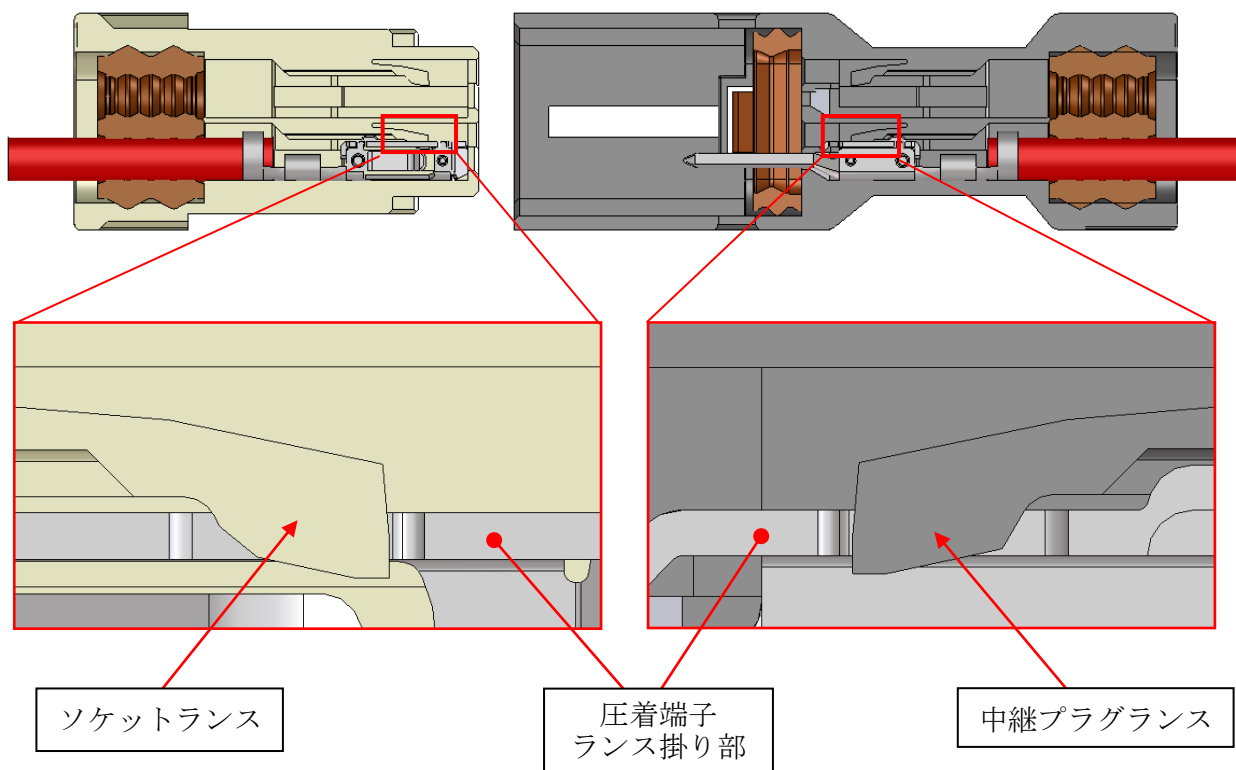 ソケットランス
圧着端子
ランス掛り部
中継プラグランス